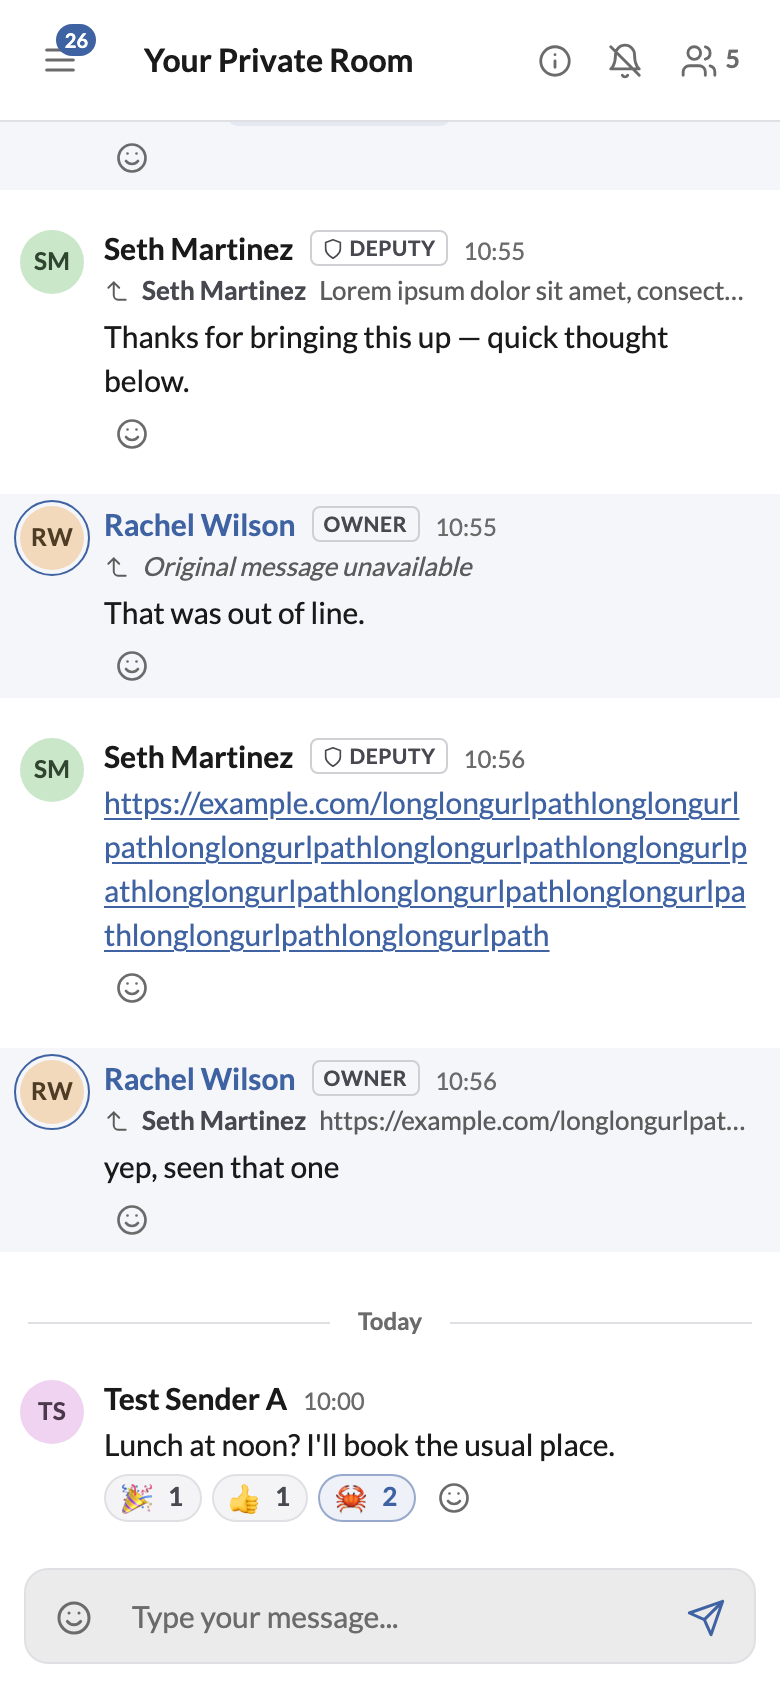 26
Your Private Room
5
SM
Seth Martinez DEPUTY 10:55
Seth Martinez Lorem ipsum dolor sit amet, consect...
Thanks for bringing this up — quick thought
below.
RW
Rachel Wilson OWNER 10:55
Original message unavailable
That was out of line.
SM
Seth Martinez DEPUTY 10:56
https://example.com/longlongurlpathlonglongurl
pathlonglongurlpathlonglongurlpathlonglongurlp
athlonglongurlpathlonglongurlpathlonglongurlpa
thlonglongurlpathlonglongurlpath
RW
Rachel Wilson OWNER 10:56
Seth Martinez https://example.com/longlongurlpat...
yep, seen that one
Today
TS
Test Sender A 10:00
Lunch at noon? I'll book the usual place.
1 1 2
Type your message...